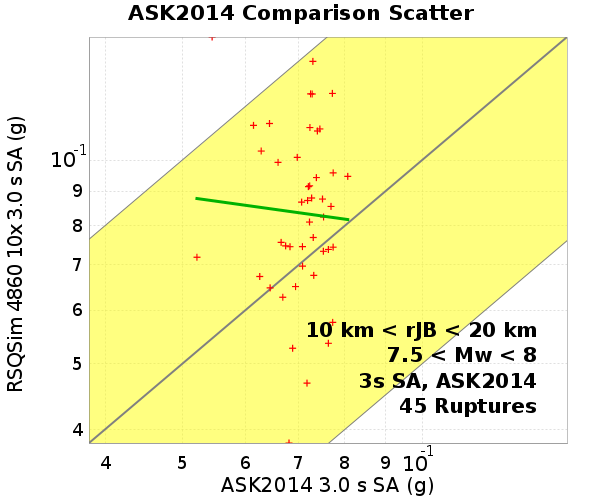 ASK2014 Comparison Scatter
RSQSim 4860 10x 3.0 s SA (g)
10-1
9
8
7
6
5
4
10 km < rJB < 20 km
7.5 < Mw < 8
3s SA, ASK2014
45 Ruptures
4 5 6 7 8 9 10-1
ASK2014 3.0 s SA (g)